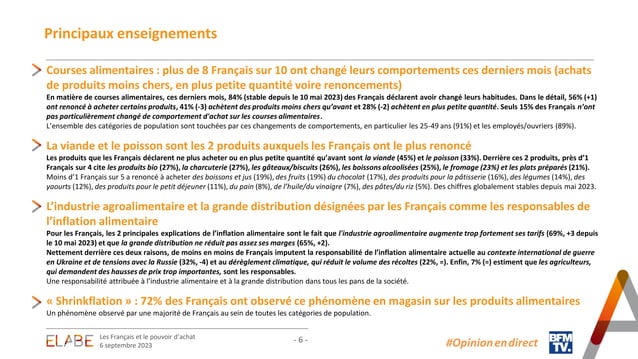 Principaux enseignements
Courses alimentaires : plus de 8 Français sur 10 ont changé leurs comportements ces derniers mois (achats
de produits moins chers, en plus petite quantité voire renoncements)
En matière de courses alimentaires, ces derniers mois, 84% (stable depuis le 10 mai 2023) des Français déclarent avoir changé leurs habitudes. Dans le détail, 56% (+1)
ont renoncé à acheter certains produits, 41% (-3) achètent des produits moins chers qu'avant et 28% (-2) achètent en plus petite quantité. Seuls 15% des Français n'ont
pas particulièrement changé de comportement d'achat sur les courses alimentaires.
L'ensemble des catégories de population sont touchées par ces changements de comportements, en particulier les 25-49 ans (91%) et les employés/ouvriers (89%).
La viande et le poisson sont les 2 produits auxquels les Français ont le plus renoncé
Les produits que les Français déclarent ne plus acheter ou en plus petite quantité qu'avant sont la viande (45%) et le poisson (33%). Derrière ces 2 produits, près d'1
Français sur 4 cite les produits bio (27%), la charcuterie (27%), les gâteaux/biscuits (26%), les boissons alcoolisées (25%), le fromage (23%) et les plats préparés (21%).
Moins d'1 Français sur 5 a renoncé à acheter des boissons et jus (19%), des fruits (19%) du chocolat (17%), des produits pour la pâtisserie (16%), des légumes (14%), des
yaourts (12%), des produits pour le petit déjeuner (11%), du pain (8%), de l'huile/du vinaigre (7%), des pâtes/du riz (5%). Des chiffres globalement stables depuis mai 2023.
L'industrie agroalimentaire et la grande distribution désignées par les Français comme les responsables de
l'inflation alimentaire
Pour les Français, les 2 principales explications de l'inflation alimentaire sont le fait que l'industrie agroalimentaire augmente trop fortement ses tarifs (69%, +3 depuis
le 10 mai 2023) et que la grande distribution ne réduit pas assez ses marges (65%, +2).
Nettement derrière ces deux raisons, de moins en moins de Français imputent la responsabilité de l'inflation alimentaire actuelle au contexte international de guerre
en Ukraine et de tensions avec la Russie (32%, -4) et au dérèglement climatique, qui réduit le volume des récoltes (22%, =). Enfin, 7% (=) estiment que les agriculteurs,
qui demandent des hausses de prix trop importantes, sont les responsables.
Une responsabilité attribuée à l'industrie alimentaire et à la grande distribution dans tous les pans de la société.
« Shrinkflation » : 72% des Français ont observé ce phénomène en magasin sur les produits alimentaires
Un phénomène observé par une majorité de Français au sein de toutes les catégories de population.
ELABE
Les Français et le pouvoir d'achat
6 septembre 2023
- 6 -
#Opinion en direct
BFM
TV.